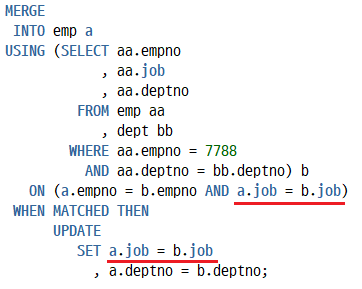 MERGE
INTO emp a
USING (SELECT aa.empno
, aa.job
, aa.deptno
FROM emp aa
, dept bb
WHERE aa.empno = 7788
AND aa.deptno = bb.deptno) b
ON (a.empno = b.empno AND a.job = b.job)
WHEN MATCHED THEN
UPDATE
SET a.job = b.job
, a.deptno = b.deptno;